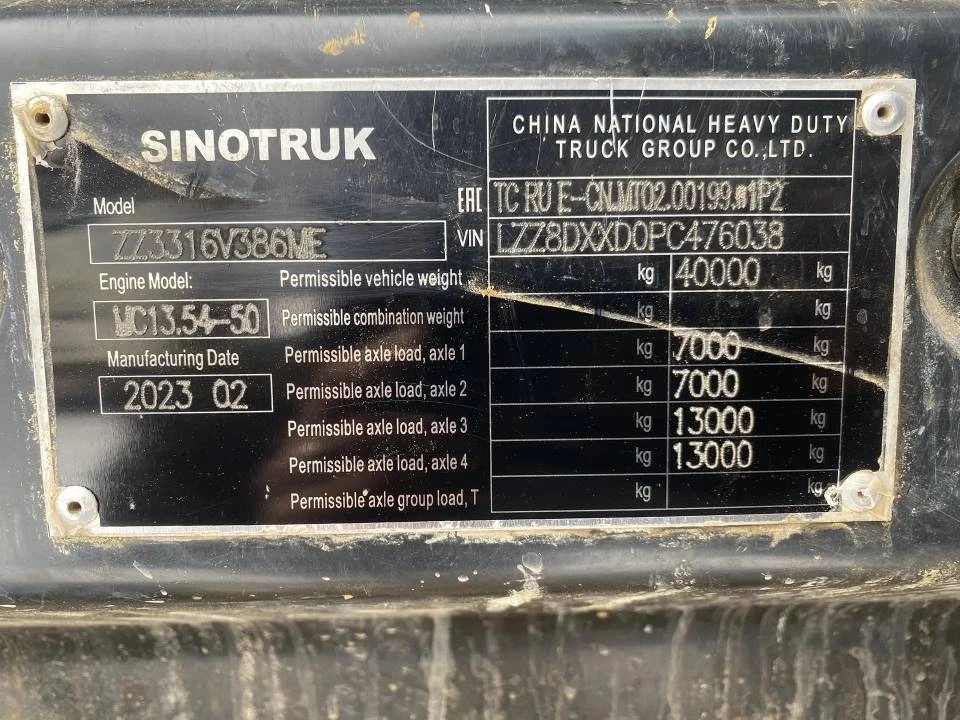 SINOTRUK
CHINA NATIONAL HEAVY DUTY
TRUCK GROUP CO.,LTD.
Model
EAC TC RU E-CN.MT02.00199.И1P2
ZZ3316V386ME
VIN LZZ8DXXD0PC476038
Engine Model:
Permissible vehicle weight kg 40000 kg
MC13.54-50
Permissible combination weight kg kg
Manufacturing Date
Permissible axle load, axle 1 kg 7000 kg
2023 02
Permissible axle load, axle 2 kg 7000 kg
Permissible axle load, axle 3 kg 13000 kg
Permissible axle load, axle 4 kg 13000 kg
Permissible axle group load, T kg kg